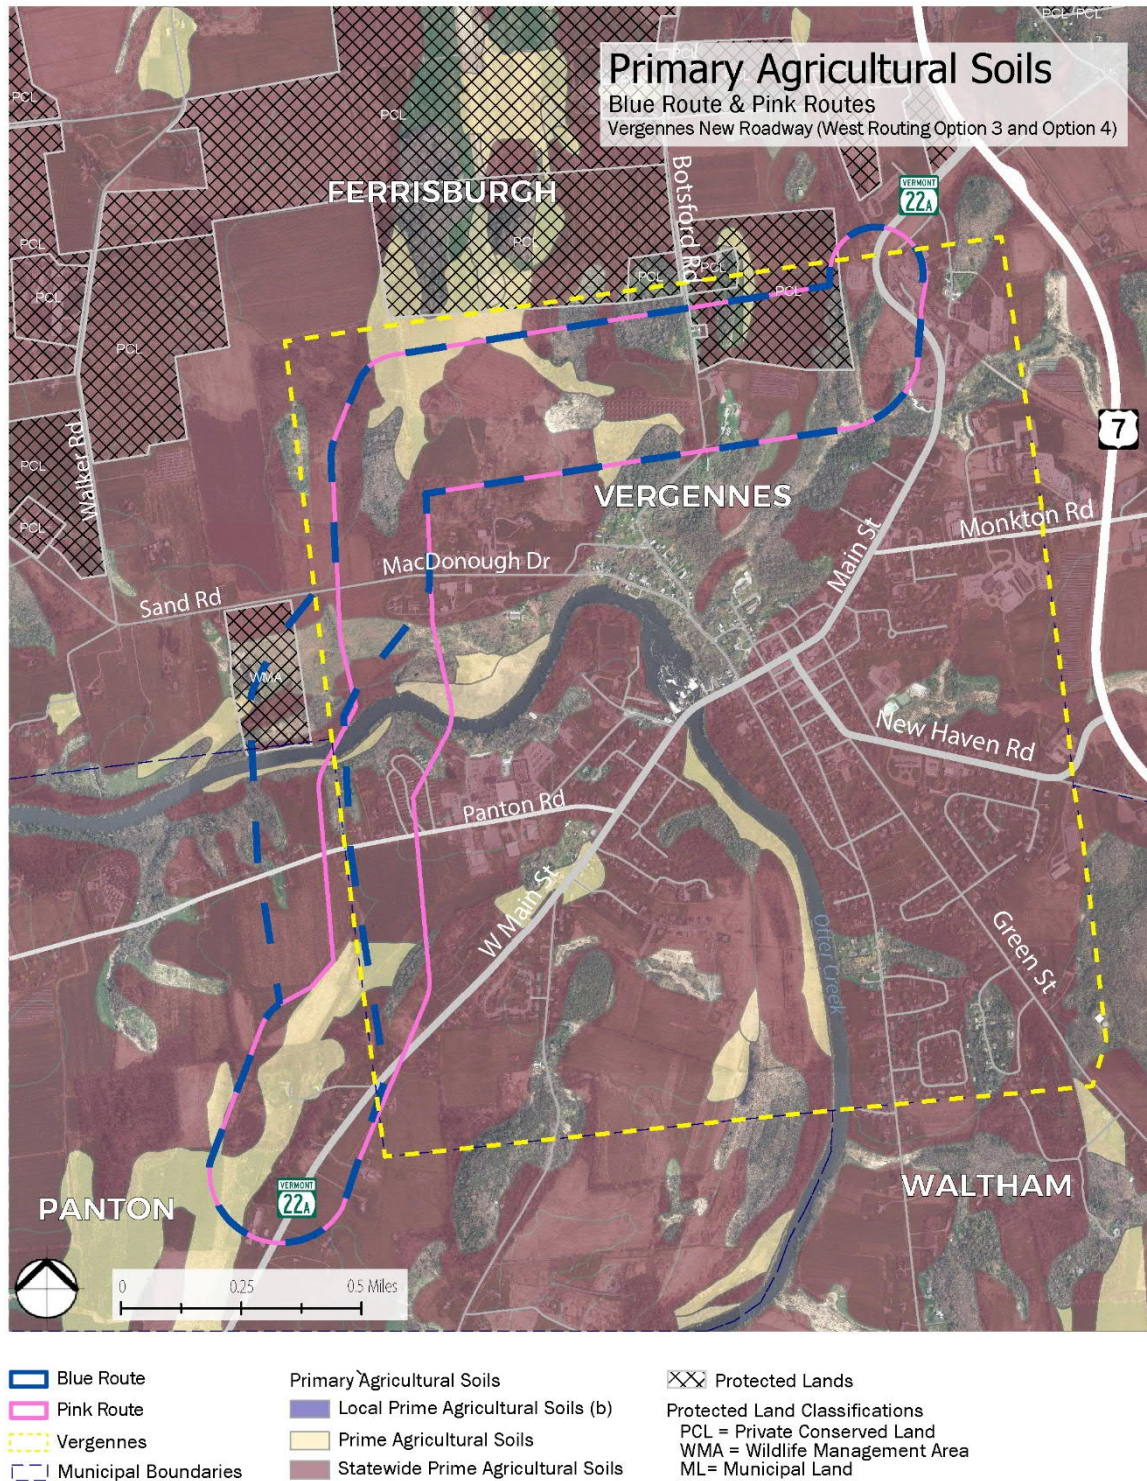 PCL PCL
Primary Agricultural Soils
Blue Route & Pink Routes
Vergennes New Roadway (West Routing Option 3 and Option 4)
PCL
PCL
PCL
FERRISBURGH
Botsford Rd
VERMONT
22A
PCL
PCL
PCL
PCL
PCL
PCL
PCL
Walker Rd
7
PCL
PCL
VERGENNES
Main St
Monkton Rd
MacDonough Dr
Sand Rd
WMA
New Haven Rd
Panton Rd
W Main St
Otter Creek
Green St
PANTON
VERMONT
22A
WALTHAM
0 0.25 0.5 Miles
Blue Route
Pink Route
Vergennes
Municipal Boundaries
Primary Agricultural Soils
Local Prime Agricultural Soils (b)
Prime Agricultural Soils
Statewide Prime Agricultural Soils
Protected Lands
Protected Land Classifications
PCL = Private Conserved Land
WMA = Wildlife Management Area
ML= Municipal Land